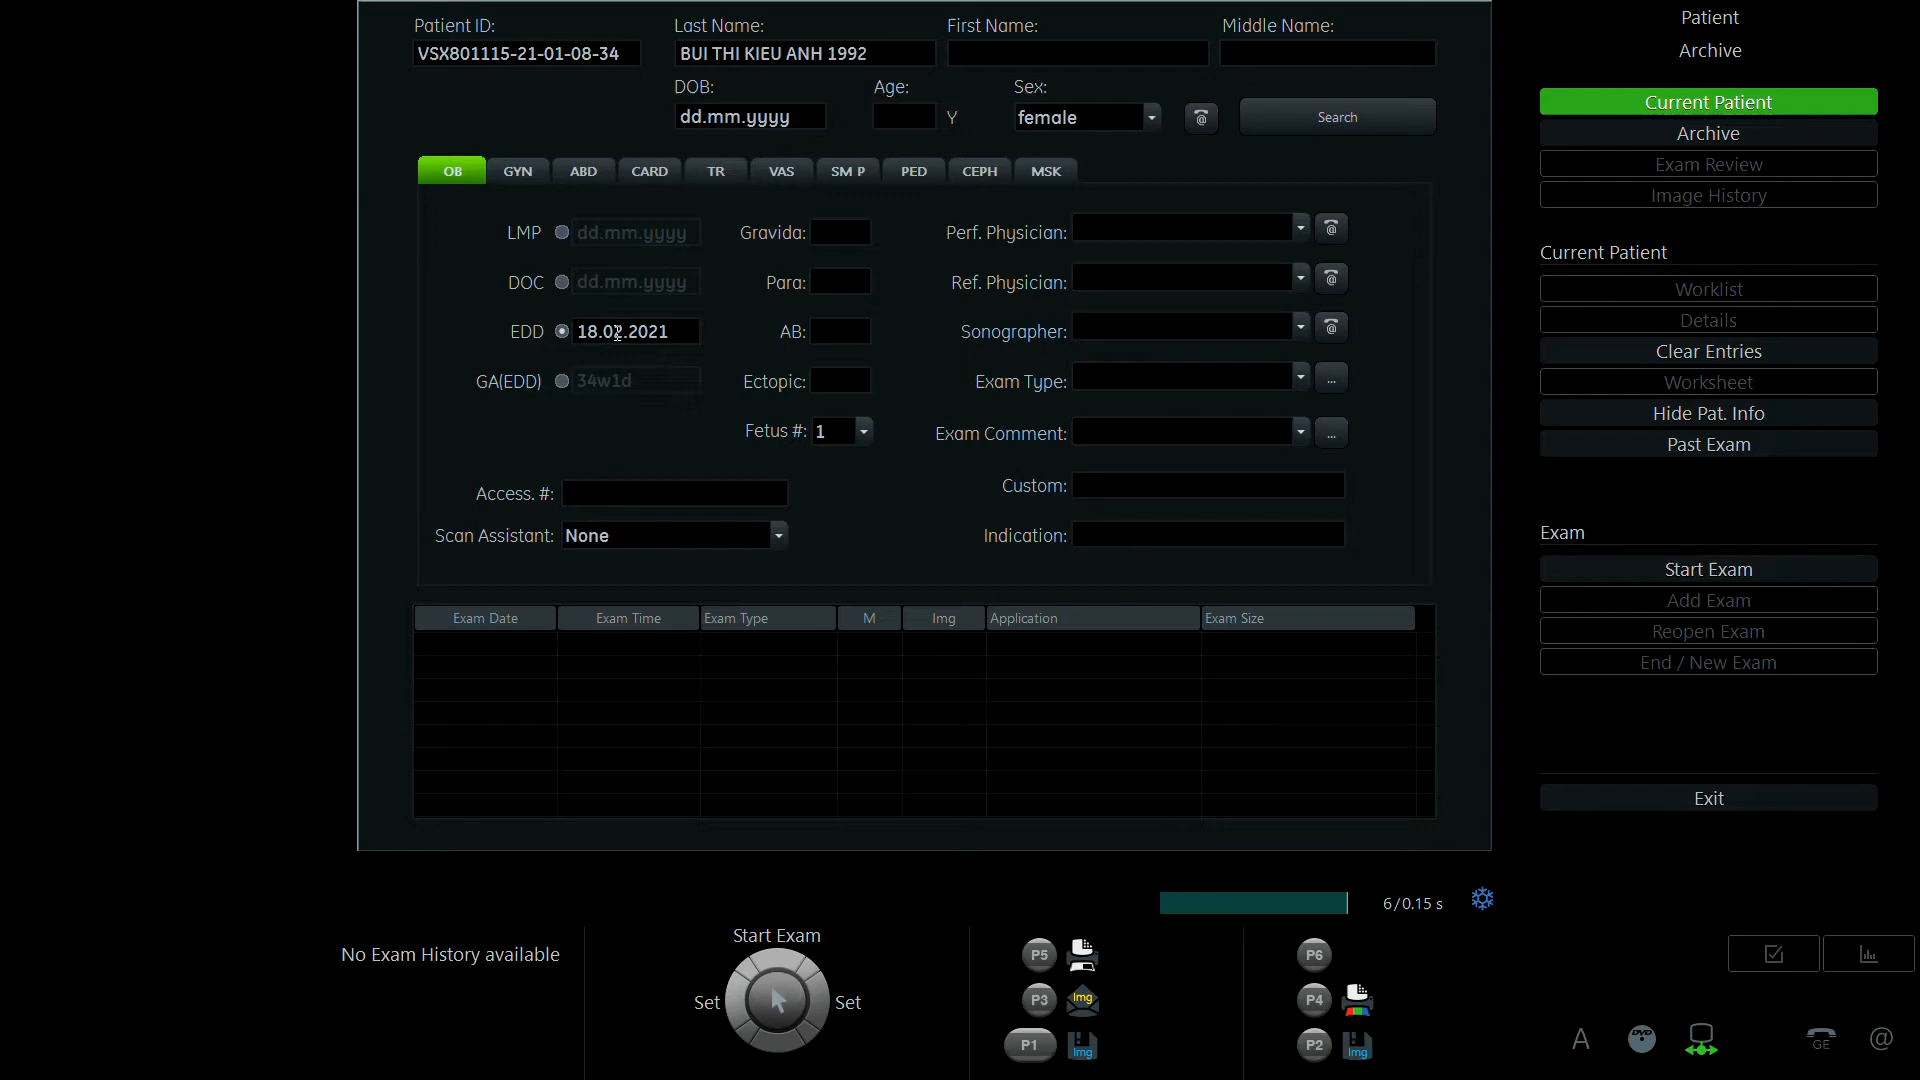 Patient ID: Last Name: First Name: Middle Name:
VSX801115-21-01-08-34 BUI THI KIEU ANH 1992
DOB: Age: Sex:
dd.mm.yyyy Y female Search
OB GYN ABD CARD TR VAS SM P PED CEPH MSK
LMP dd.mm.yyyy Gravida: Perf. Physician:
DOC dd.mm.yyyy Para: Ref. Physician:
EDD 18.02.2021 AB: Sonographer:
GA(EDD) 34w1d Ectopic: Exam Type: ...
Fetus #: 1 Exam Comment: ...
Access. #: Custom:
Scan Assistant: None Indication:
Exam Date Exam Time Exam Type M Img Application Exam Size
Patient
Archive
Current Patient
Archive
Exam Review
Image History
Current Patient
Worklist
Details
Clear Entries
Worksheet
Hide Pat. Info
Past Exam
Exam
Start Exam
Add Exam
Reopen Exam
End / New Exam
Exit
6/0.15 s
No Exam History available
Start Exam
Set Set
P5 P6
P3 Img P4
P1 Img P2 Img
A DVD GE @